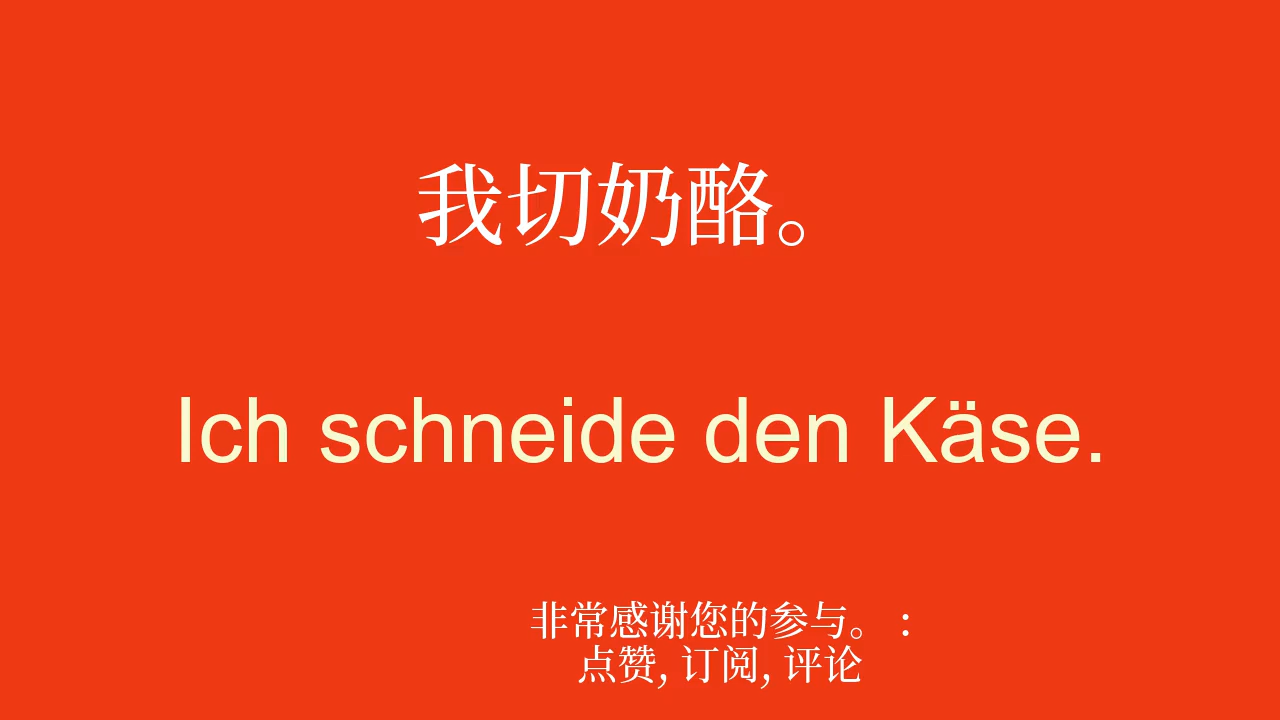 我切奶酪。
Ich schneide den Käse.
非常感谢您的参与。 :
点赞, 订阅, 评论